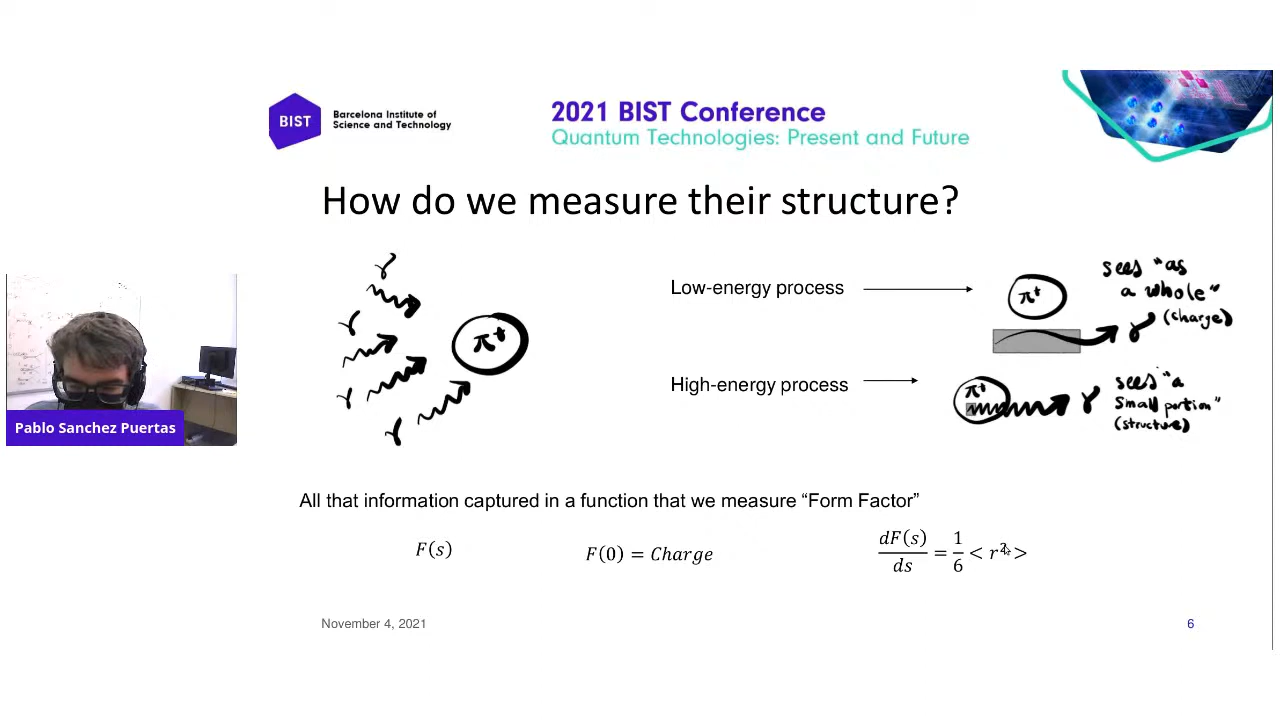 BIST
Barcelona Institute of
Science and Technology
2021 BIST Conference
Quantum Technologies: Present and Future
How do we measure their structure?
γ
γ
γ
γ
π⁺
Low-energy process
π⁺
γ
sees "as
a whole"
(charge)
High-energy process
π⁺
γ
sees "a
small portion"
(structure)
Pablo Sanchez Puertas
All that information captured in a function that we measure “Form Factor”
F(s)
F(0) = Charge
dF(s)/ds = 1/6 < r² >
November 4, 2021
6